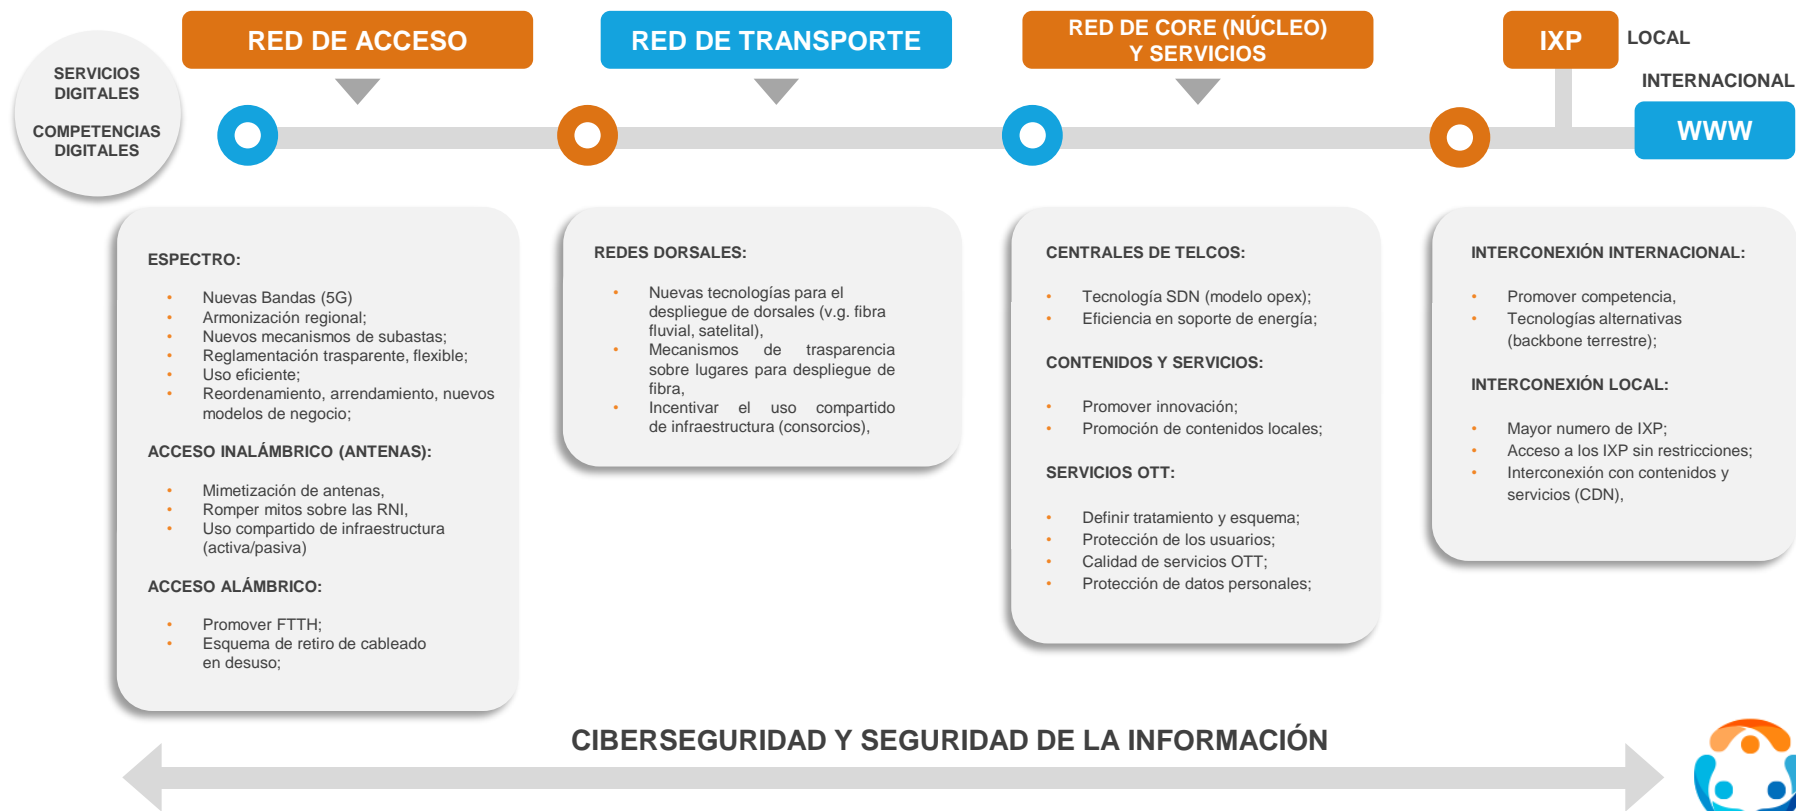 SERVICIOS
DIGITALES
COMPETENCIAS
DIGITALES
RED DE ACCESO
RED DE TRANSPORTE
RED DE CORE (NÚCLEO)
Y SERVICIOS
IXP
LOCAL
INTERNACIONAL
WWW
ESPECTRO:
• Nuevas Bandas (5G)
• Armonización regional;
• Nuevos mecanismos de subastas;
• Reglamentación trasparente, flexible;
• Uso eficiente;
• Reordenamiento, arrendamiento, nuevos
modelos de negocio;
ACCESO INALÁMBRICO (ANTENAS):
• Mimetización de antenas,
• Romper mitos sobre las RNI,
• Uso compartido de infraestructura
(activa/pasiva)
ACCESO ALÁMBRICO:
• Promover FTTH;
• Esquema de retiro de cableado
en desuso;
REDES DORSALES:
• Nuevas tecnologías para el
despliegue de dorsales (v.g. fibra
fluvial, satelital),
• Mecanismos de trasparencia
sobre lugares para despliegue de
fibra,
• Incentivar el uso compartido
de infraestructura (consorcios),
CENTRALES DE TELCOS:
• Tecnología SDN (modelo opex);
• Eficiencia en soporte de energía;
CONTENIDOS Y SERVICIOS:
• Promover innovación;
• Promoción de contenidos locales;
SERVICIOS OTT:
• Definir tratamiento y esquema;
• Protección de los usuarios;
• Calidad de servicios OTT;
• Protección de datos personales;
INTERCONEXIÓN INTERNACIONAL:
• Promover competencia,
• Tecnologías alternativas
(backbone terrestre);
INTERCONEXIÓN LOCAL:
• Mayor numero de IXP;
• Acceso a los IXP sin restricciones;
• Interconexión con contenidos y
servicios (CDN),
CIBERSEGURIDAD Y SEGURIDAD DE LA INFORMACIÓN